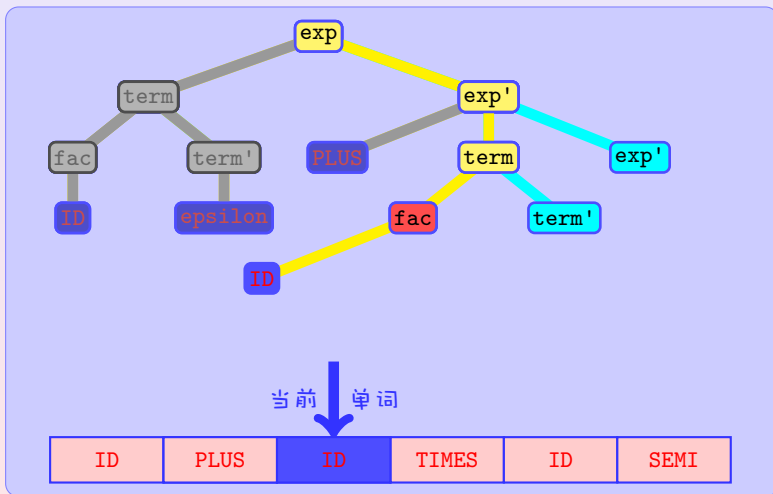 exp
term exp'
fac term' PLUS term exp'
ID epsilon fac term'
ID
当前 单词
ID PLUS ID TIMES ID SEMI